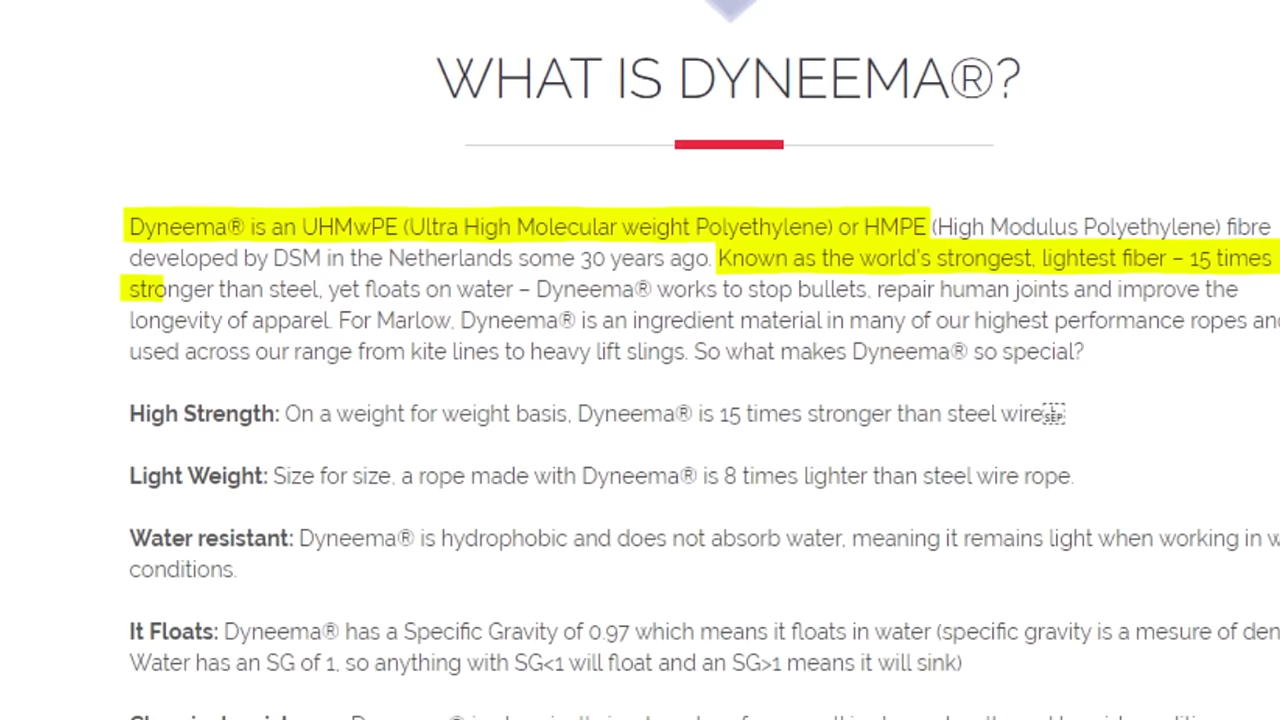 WHAT IS DYNEEMA®?
Dyneema® is an UHMwPE (Ultra High Molecular weight Polyethylene) or HMPE (High Modulus Polyethylene) fibre
developed by DSM in the Netherlands some 30 years ago. Known as the world's strongest, lightest fiber – 15 times
stronger than steel, yet floats on water – Dyneema® works to stop bullets, repair human joints and improve the
longevity of apparel. For Marlow, Dyneema® is an ingredient material in many of our highest performance ropes
used across our range from kite lines to heavy lift slings. So what makes Dyneema® so special?
High Strength: On a weight for weight basis, Dyneema® is 15 times stronger than steel wire
Light Weight: Size for size, a rope made with Dyneema® is 8 times lighter than steel wire rope.
Water resistant: Dyneema® is hydrophobic and does not absorb water, meaning it remains light when working in
conditions.
It Floats: Dyneema® has a Specific Gravity of 0.97 which means it floats in water (specific gravity is a mesure of
Water has an SG of 1, so anything with SG<1 will float and an SG>1 means it will sink)